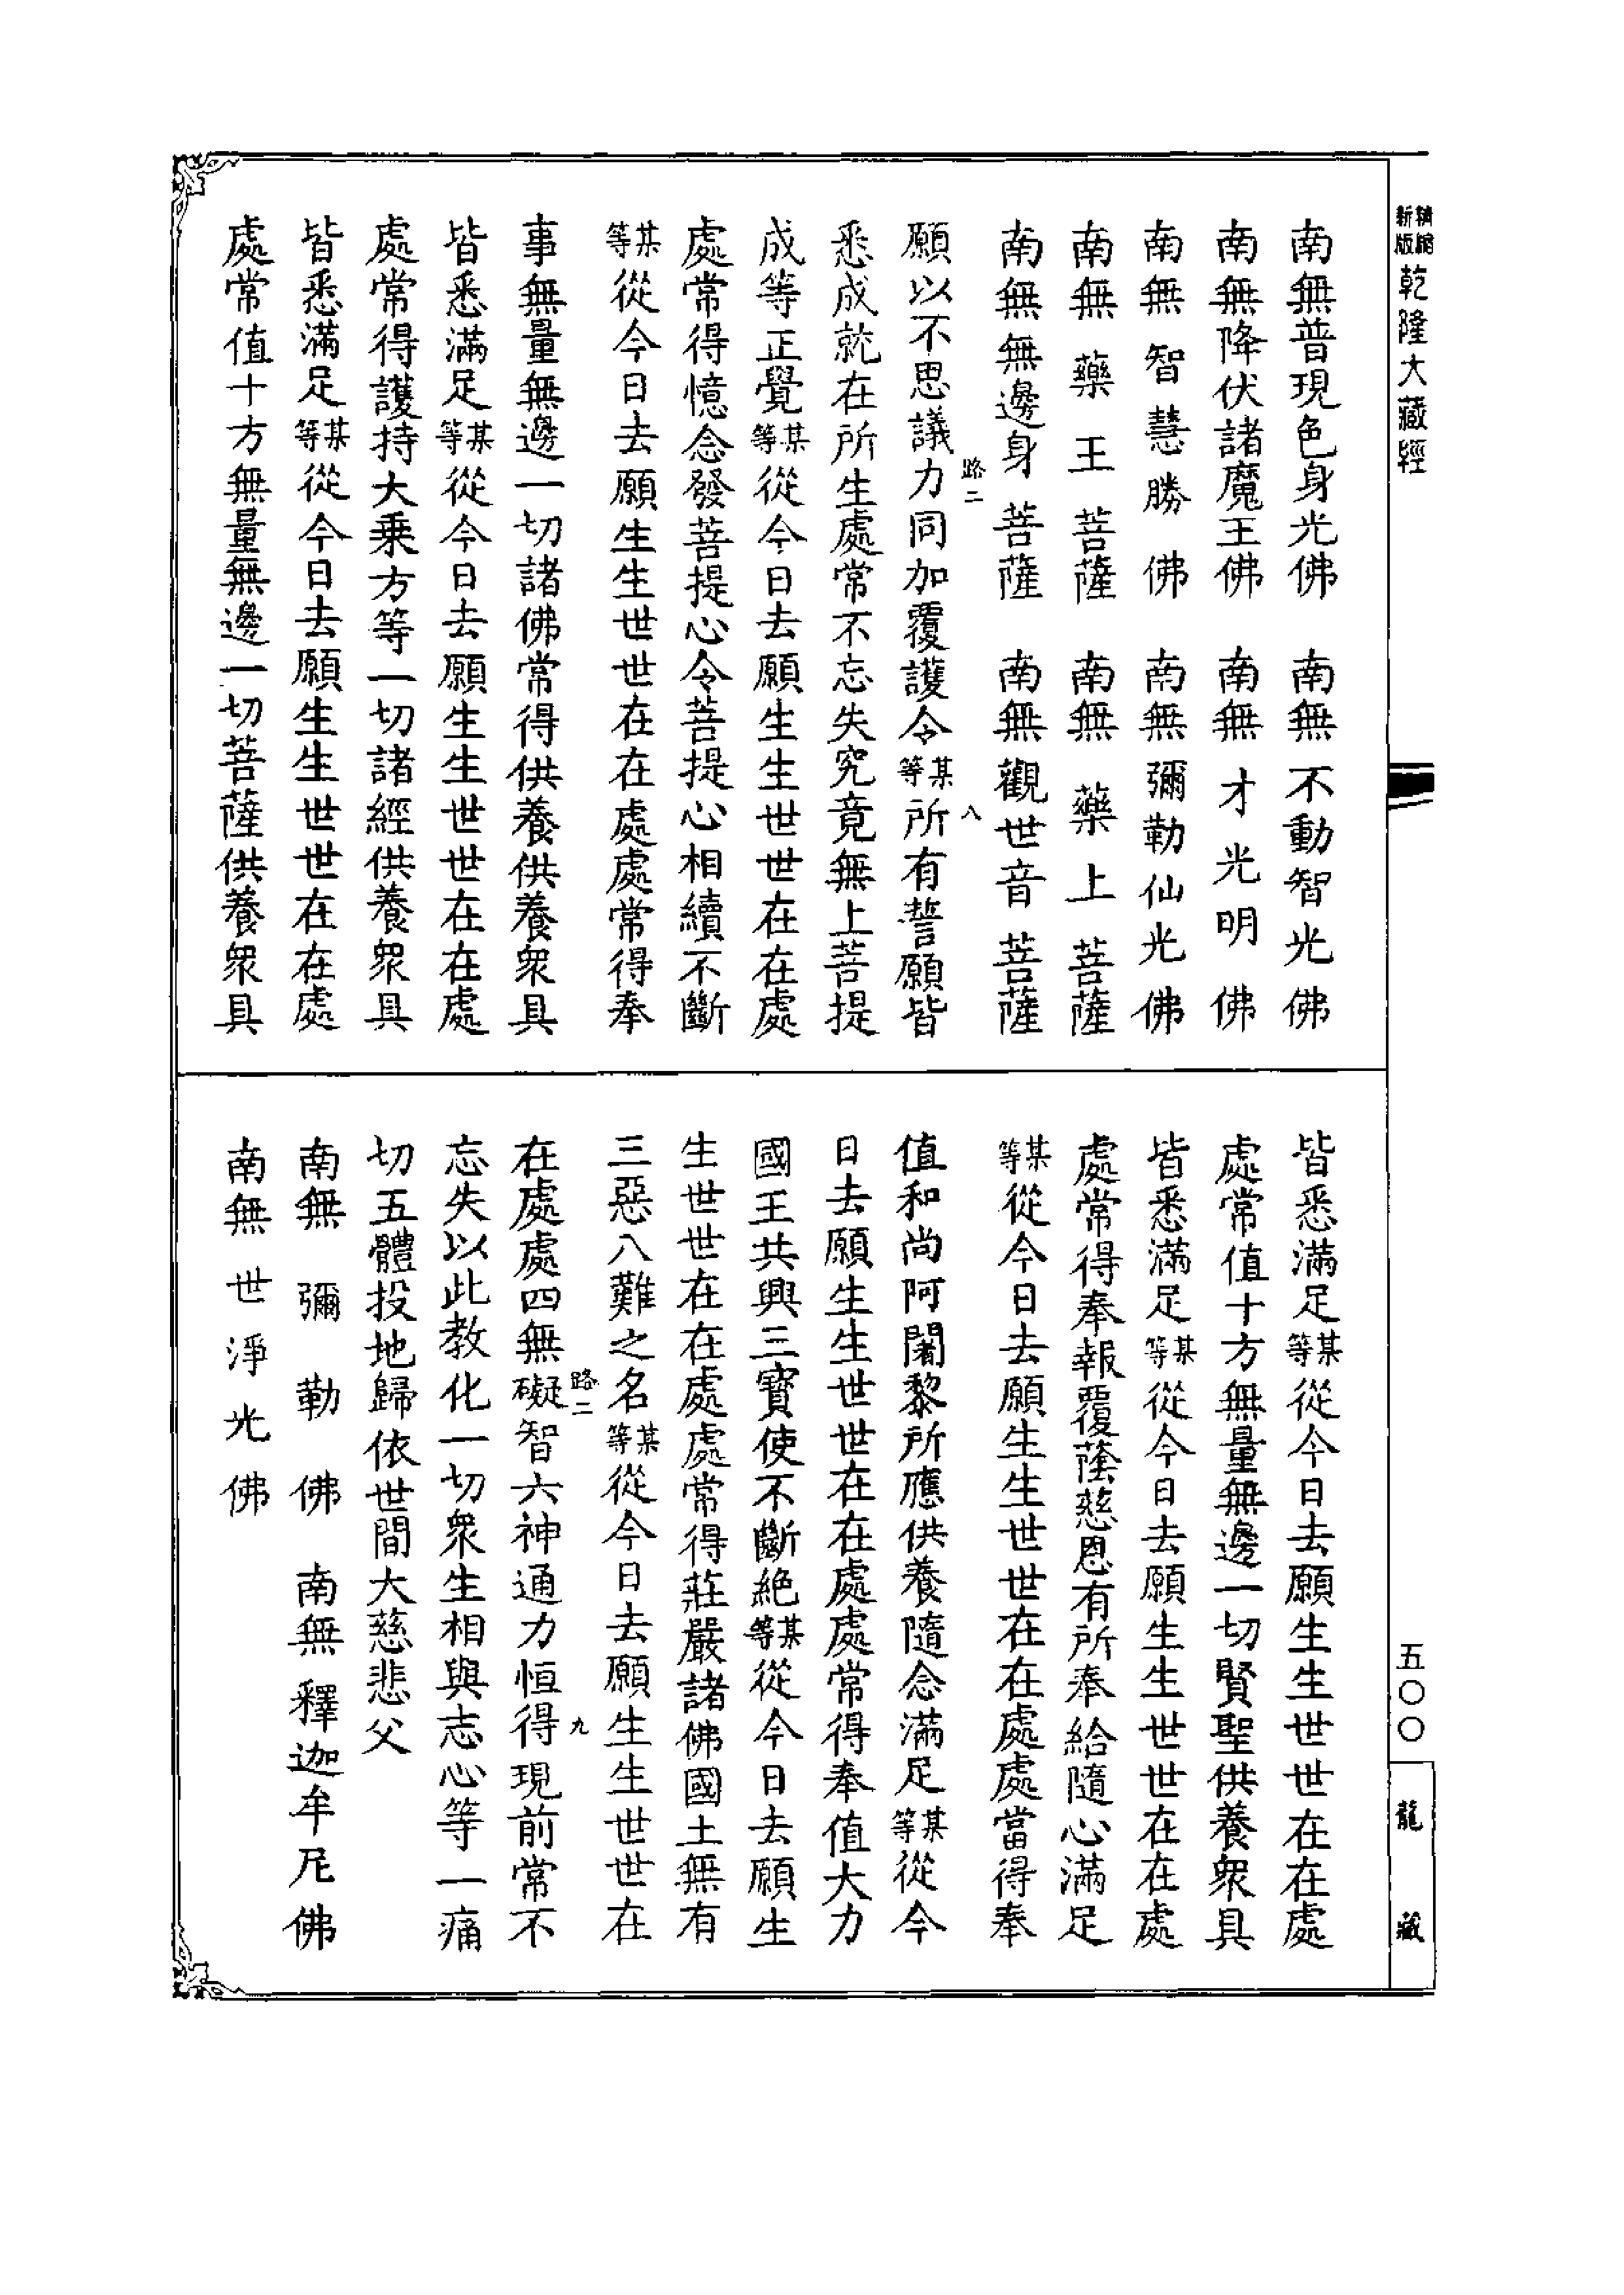 新版精縮乾隆大藏經
五〇〇
龍藏
南無普現色身光佛　南無不動智光佛
南無降伏諸魔王佛　南無才光明佛
南無智慧勝佛　南無彌勒仙光佛
南無藥王菩薩　南無藥上菩薩
南無無邊身菩薩　南無觀世音菩薩
路二　八
願以不思議力同加覆護令某等所有誓願皆
悉成就在所生處常不忘失究竟無上菩提
成等正覺某等從今日去願生生世世在在處
處常得憶念發菩提心令菩提心相續不斷
某等從今日去願生生世世在在處處常得奉
事無量無邊一切諸佛常得供養供養眾具
皆悉滿足某等從今日去願生生世世在在處
處常得護持大乘方等一切諸經供養眾具
皆悉滿足某等從今日去願生生世世在在處
處常值十方無量無邊一切菩薩供養眾具
皆悉滿足某等從今日去願生生世世在在處
處常值十方無量無邊一切賢聖供養眾具
皆悉滿足某等從今日去願生生世世在在處
處常得奉報覆蔭慈恩有所奉給隨心滿足
某等從今日去願生生世世在在處處當得奉
值和尚阿闍黎所應供養隨念滿足某等從今
日去願生生世世在在處處常得奉值大力
國王共興三寶使不斷絕某等從今日去願生
生世世在在處處常得莊嚴諸佛國土無有
三惡八難之名某等從今日去願生生世世在
路二　九
在處處四無礙智六神通力恒得現前常不
忘失以此教化一切眾生相與志心等一痛
切五體投地歸依世間大慈悲父
南無彌勒佛　南無釋迦牟尼佛
南無世淨光佛